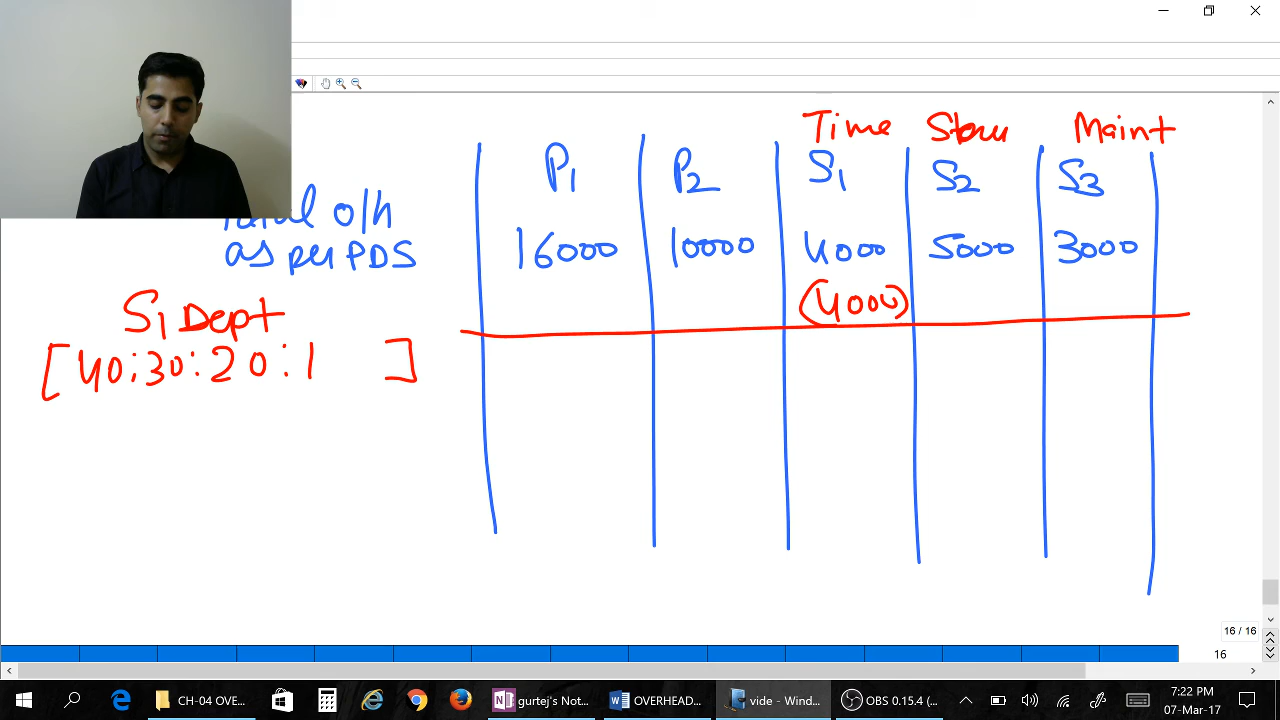 Time Stores Maint
P1 P2 S1 S2 S3
Total o/h
as per PDS 16000 10000 4000 5000 3000
(4000)
S1 Dept
[40:30:20:1 ]
16 / 16
16
CH-04 OVE...
gurtej's Not...
OVERHEAD...
vide - Wind...
OBS 0.15.4 (...
7:22 PM
07-Mar-17